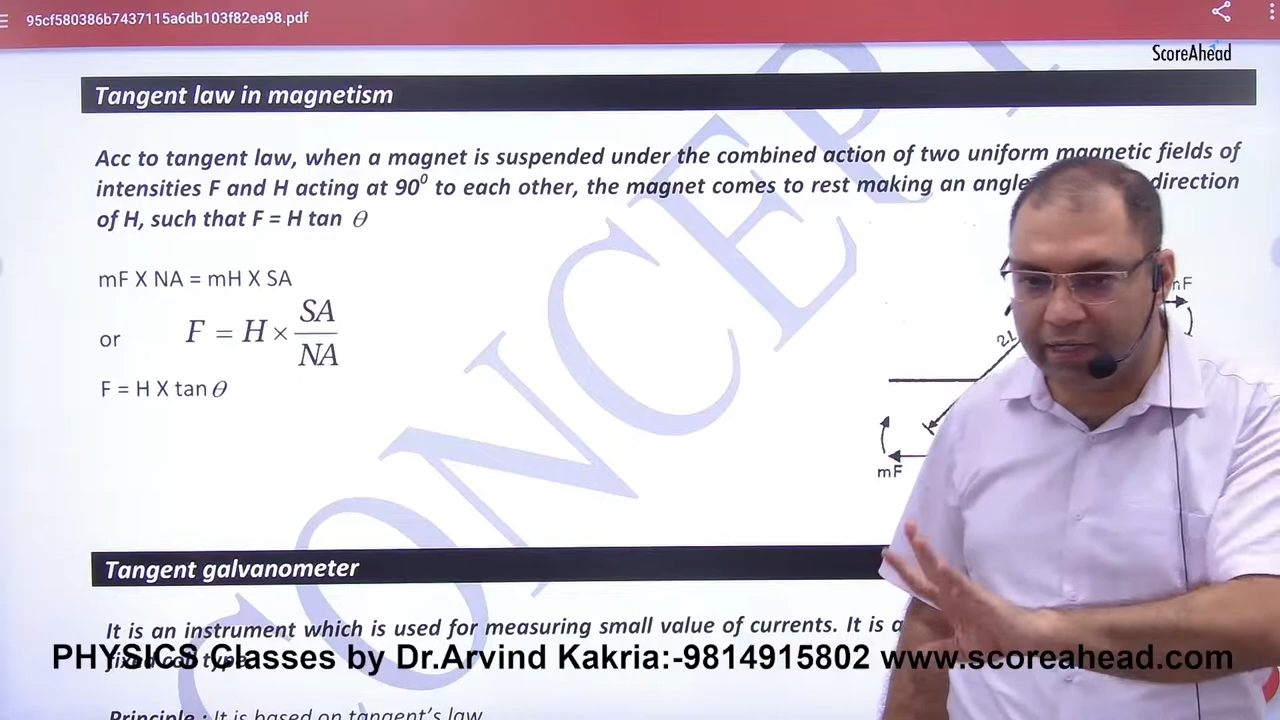 95cf580386b7437115a6db103f82ea98.pdf
ScoreAhead
Tangent law in magnetism
Acc to tangent law, when a magnet is suspended under the combined action of two uniform magnetic fields of
intensities F and H acting at 90⁰ to each other, the magnet comes to rest making an angle direction
of H, such that F = H tan θ
mF X NA = mH X SA
or F = H × SA/NA
F = H X tan θ
2L
mF
Tangent galvanometer
It is an instrument which is used for measuring small value of currents. It is a
PHYSICS Classes by Dr.Arvind Kakria:-9814915802 www.scoreahead.com
Principle : It is based on tangent's law
CONCEPT